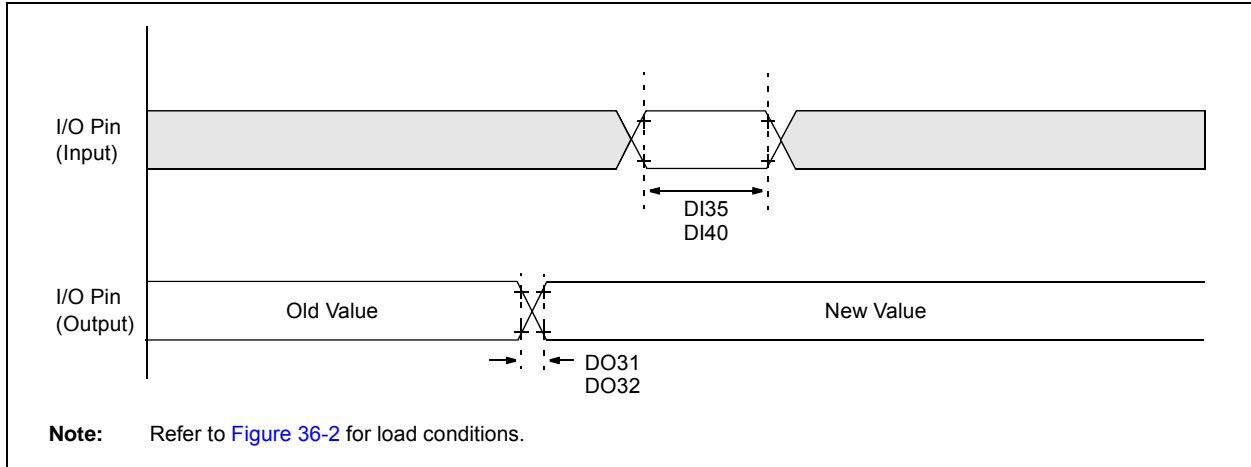 I/O Pin
(Input)
DI35
DI40
I/O Pin
(Output)
Old Value
New Value
DO31
DO32
Note: Refer to Figure 36-2 for load conditions.